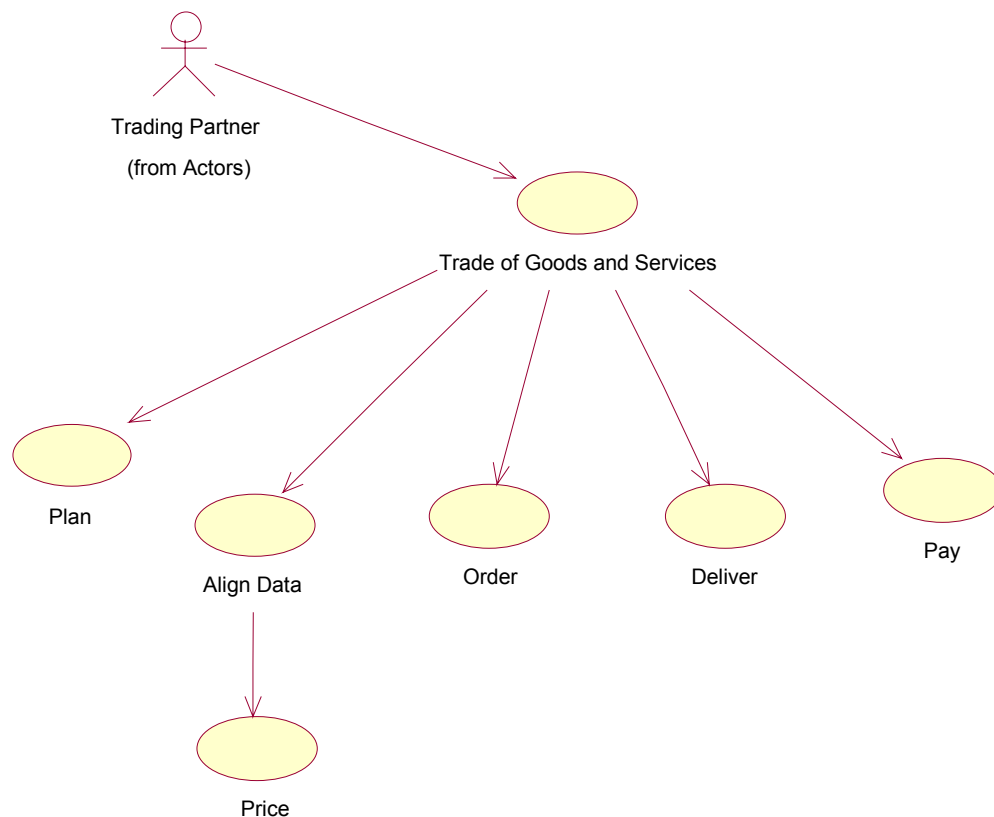 Trading Partner
(from Actors)
Trade of Goods and Services
Plan
Align Data
Order
Deliver
Pay
Price